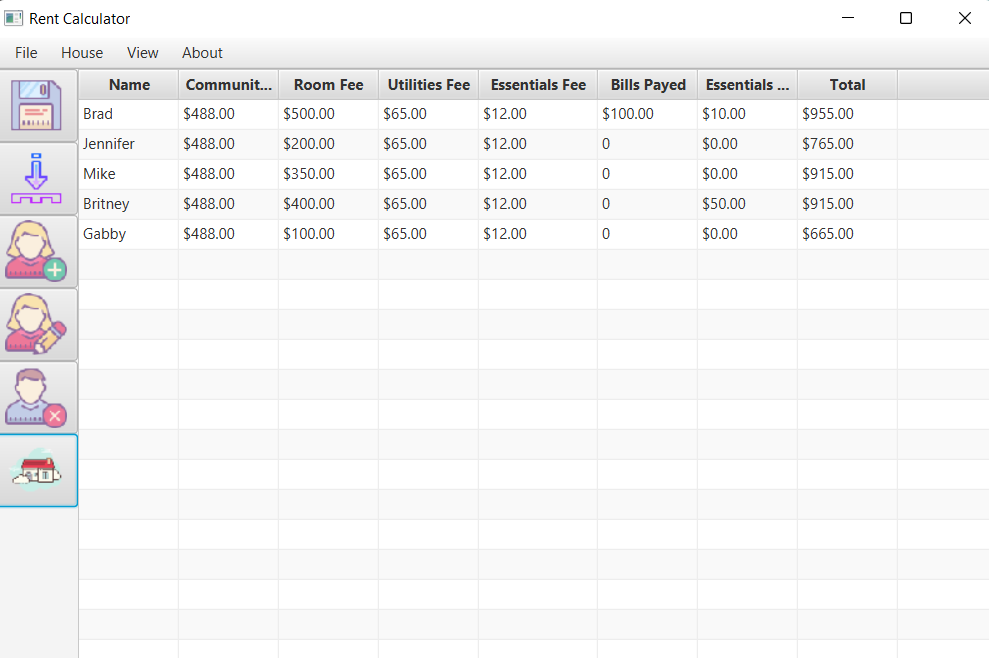 Rent Calculator
File House View About
Name Communit... Room Fee Utilities Fee Essentials Fee Bills Payed Essentials ... Total
Brad $488.00 $500.00 $65.00 $12.00 $100.00 $10.00 $955.00
Jennifer $488.00 $200.00 $65.00 $12.00 0 $0.00 $765.00
Mike $488.00 $350.00 $65.00 $12.00 0 $0.00 $915.00
Britney $488.00 $400.00 $65.00 $12.00 0 $50.00 $915.00
Gabby $488.00 $100.00 $65.00 $12.00 0 $0.00 $665.00